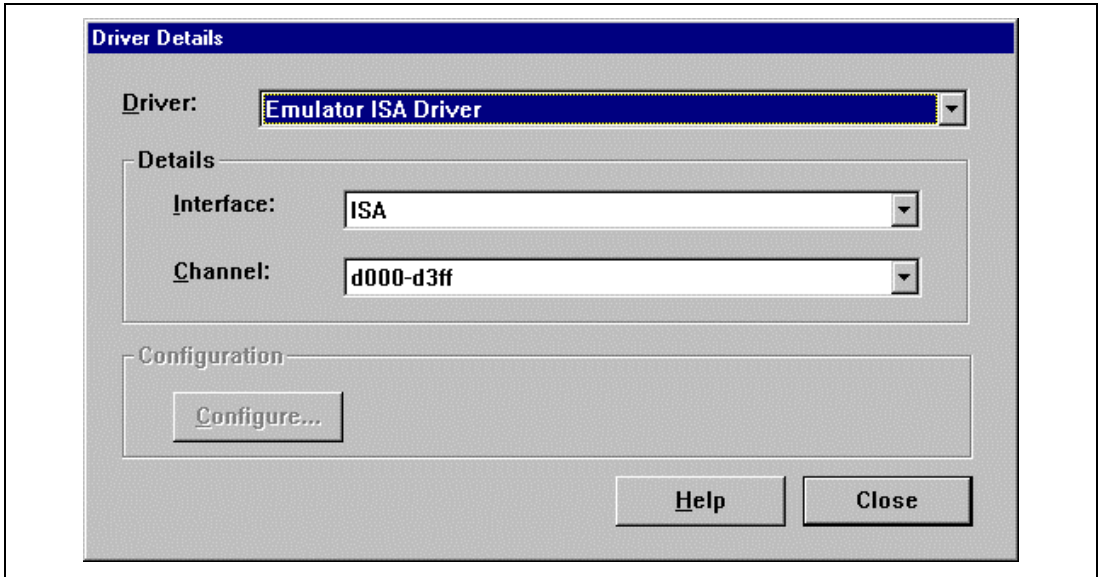 Driver Details
Driver: Emulator ISA Driver
Details
Interface: ISA
Channel: d000-d3ff
Configuration
Configure...
Help Close